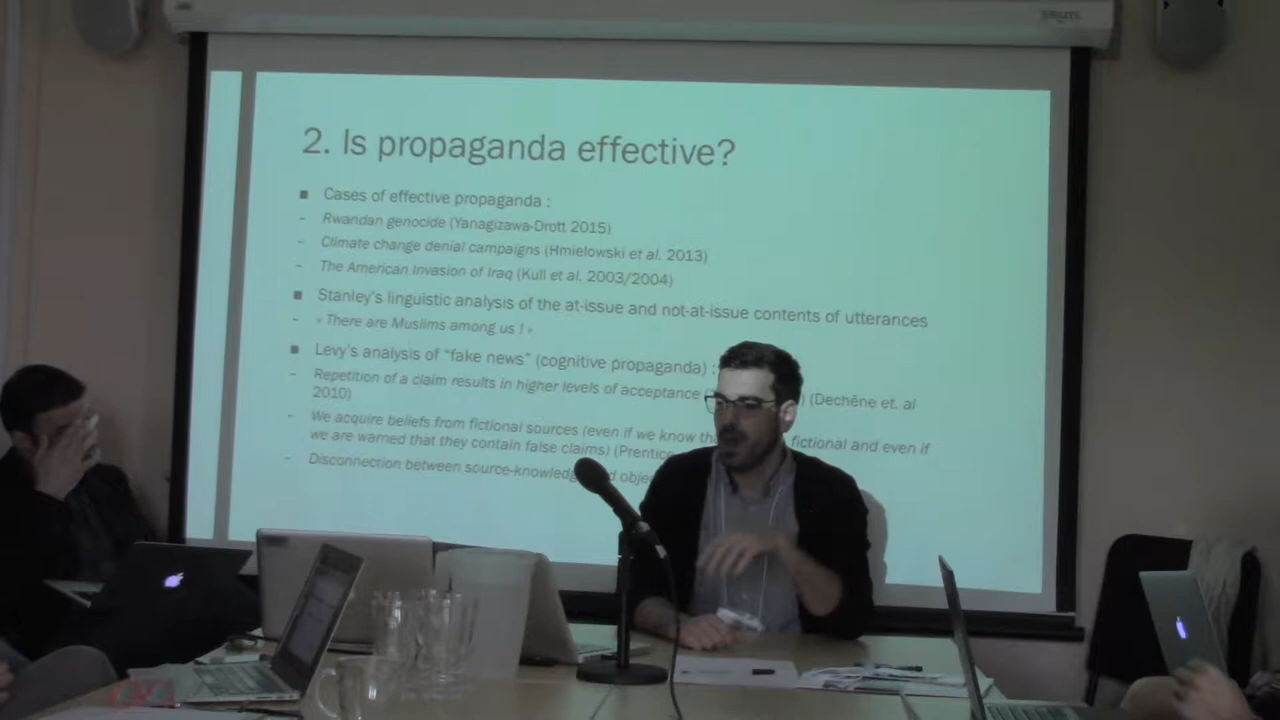 2. Is propaganda effective?
■ Cases of effective propaganda :
- Rwandan genocide (Yanagizawa-Drott 2015)
- Climate change denial campaigns (Hmielowski et al. 2013)
- The American Invasion of Iraq (Kull et al. 2003/2004)
■ Stanley's linguistic analysis of the at-issue and not-at-issue contents of utterances
- « There are Muslims among us ! »
■ Levy's analysis of "fake news" (cognitive propaganda) :
- Repetition of a claim results in higher levels of acceptance ) (Dechêne et. al
2010)
- We acquire beliefs from fictional sources (even if we know fictional and even if
we are warned that they contain false claims) (Prentice
- Disconnection between